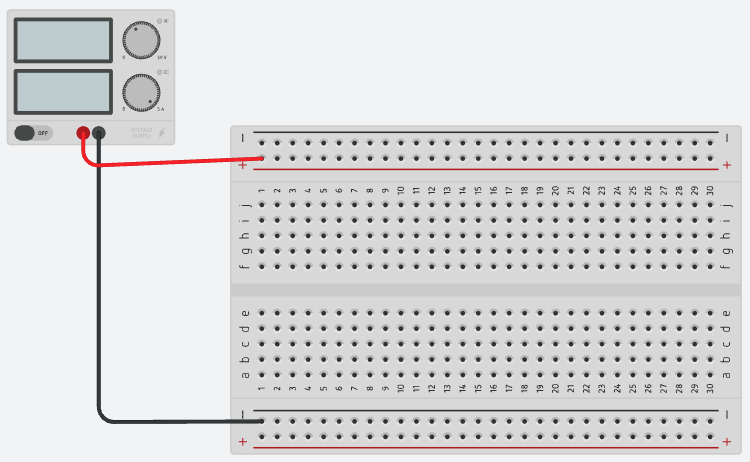 0 10 V
0 5 A
OFF
VOLTAGE
SUPPLY
− −
+ +
1 2 3 4 5 6 7 8 9 10 11 12 13 14 15 16 17 18 19 20 21 22 23 24 25 26 27 28 29 30
j j
i i
h h
g g
f f
e e
d d
c c
b b
a a
1 2 3 4 5 6 7 8 9 10 11 12 13 14 15 16 17 18 19 20 21 22 23 24 25 26 27 28 29 30
− −
+ +